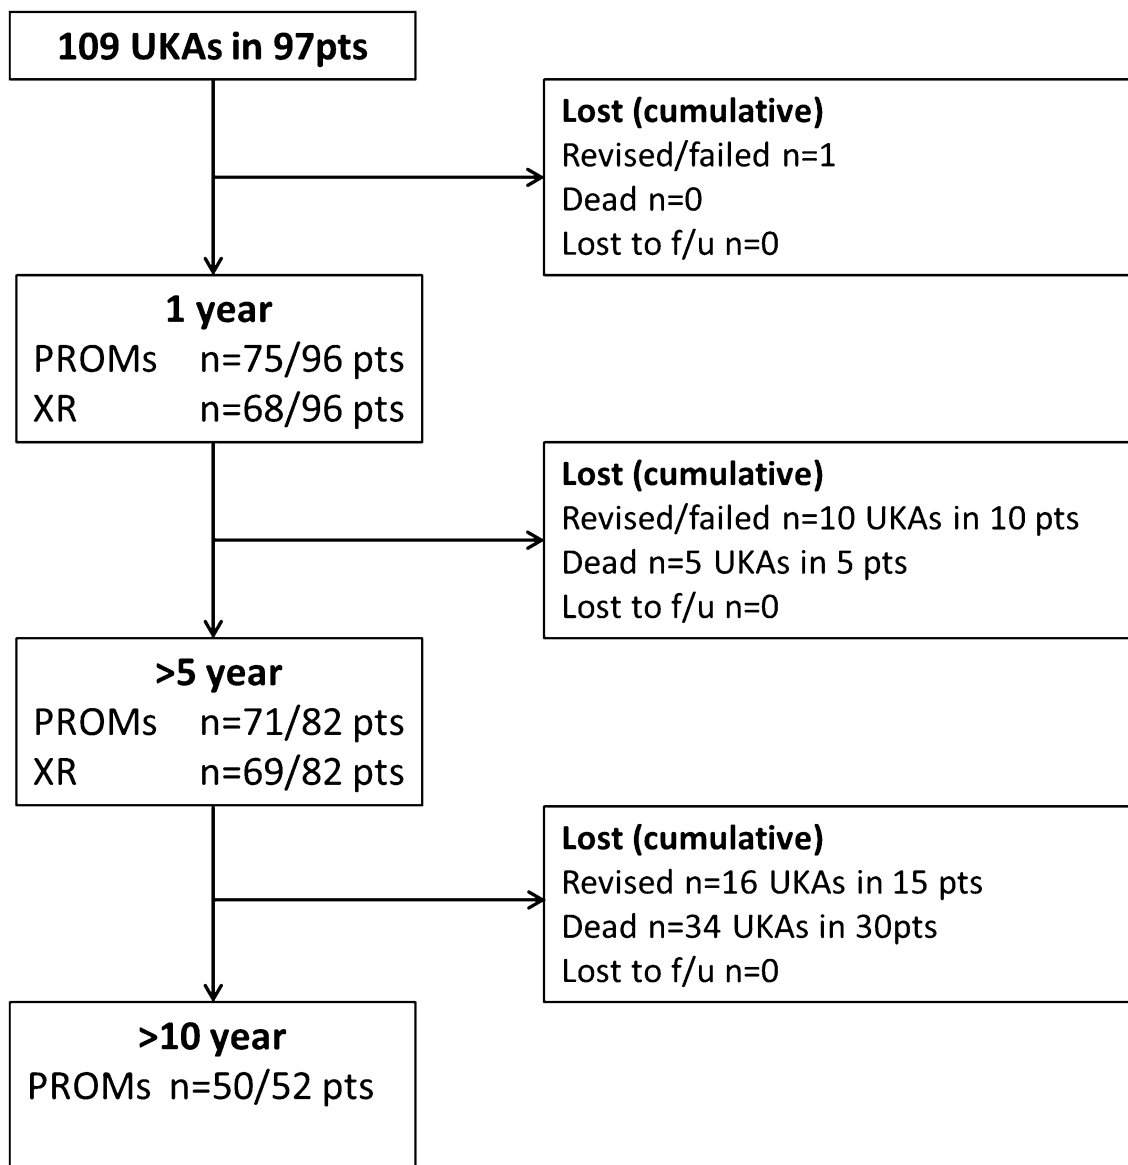 109 UKAs in 97pts
Lost (cumulative)
Revised/failed n=1
Dead n=0
Lost to f/u n=0
1 year
PROMs n=75/96 pts
XR n=68/96 pts
Lost (cumulative)
Revised/failed n=10 UKAs in 10 pts
Dead n=5 UKAs in 5 pts
Lost to f/u n=0
>5 year
PROMs n=71/82 pts
XR n=69/82 pts
Lost (cumulative)
Revised n=16 UKAs in 15 pts
Dead n=34 UKAs in 30pts
Lost to f/u n=0
>10 year
PROMs n=50/52 pts